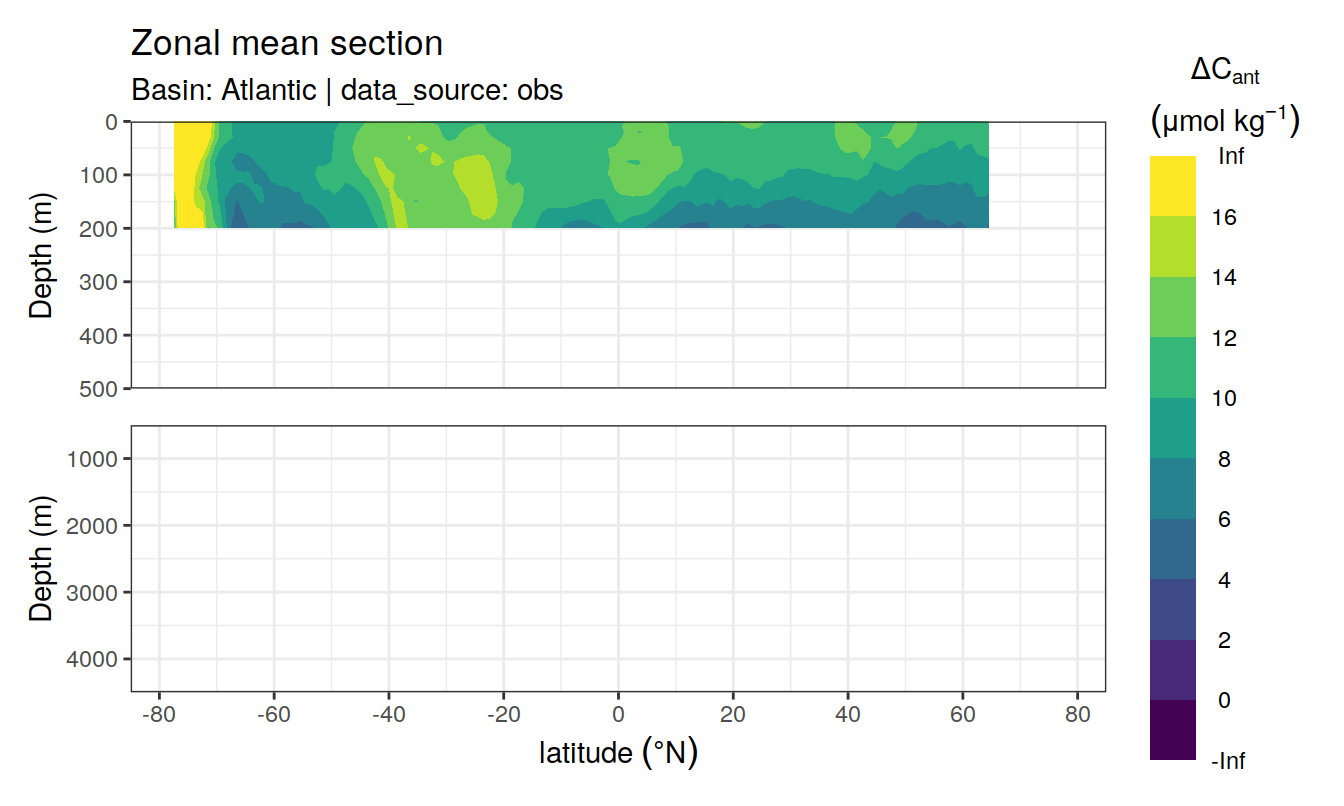 Zonal mean section
Basin: Atlantic | data_source: obs
ΔCant
(μmol kg⁻¹)
Inf
16
14
12
10
8
6
4
2
0
-Inf
Depth (m)
0
100
200
300
400
500
Depth (m)
1000
2000
3000
4000
-80 -60 -40 -20 0 20 40 60 80
latitude (°N)